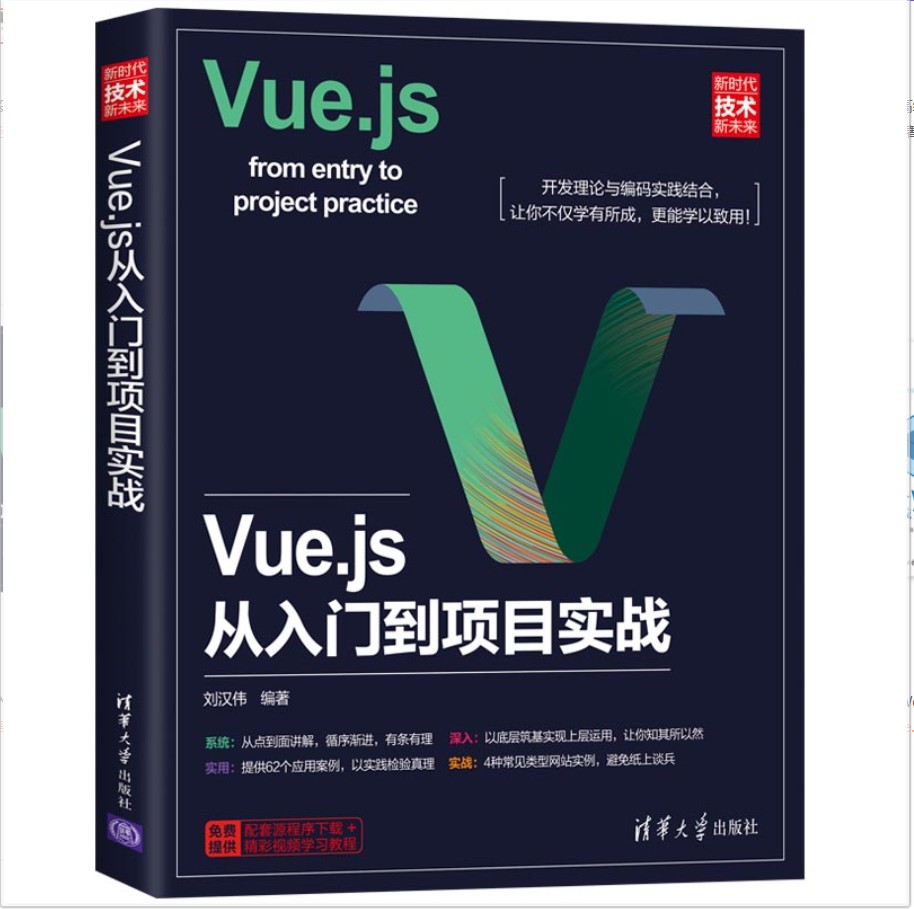 新时代
技术
新未来
Vue.js从入门到项目实战
清华大学出版社
Vue.js
from entry to
project practice
新时代
技术
新未来
开发理论与编码实践结合，
让你不仅学有所成，更能学以致用！
Vue.js
从入门到项目实战
刘汉伟 编著
系统：从点到面讲解，循序渐进，有条有理 深入：以底层筑基实现上层运用，让你知其所以然
实用：提供62个应用案例，以实践检验真理 实战：4种常见类型网站实例，避免纸上谈兵
免费 配套源程序下载 +
提供 精彩视频学习教程
清华大学出版社